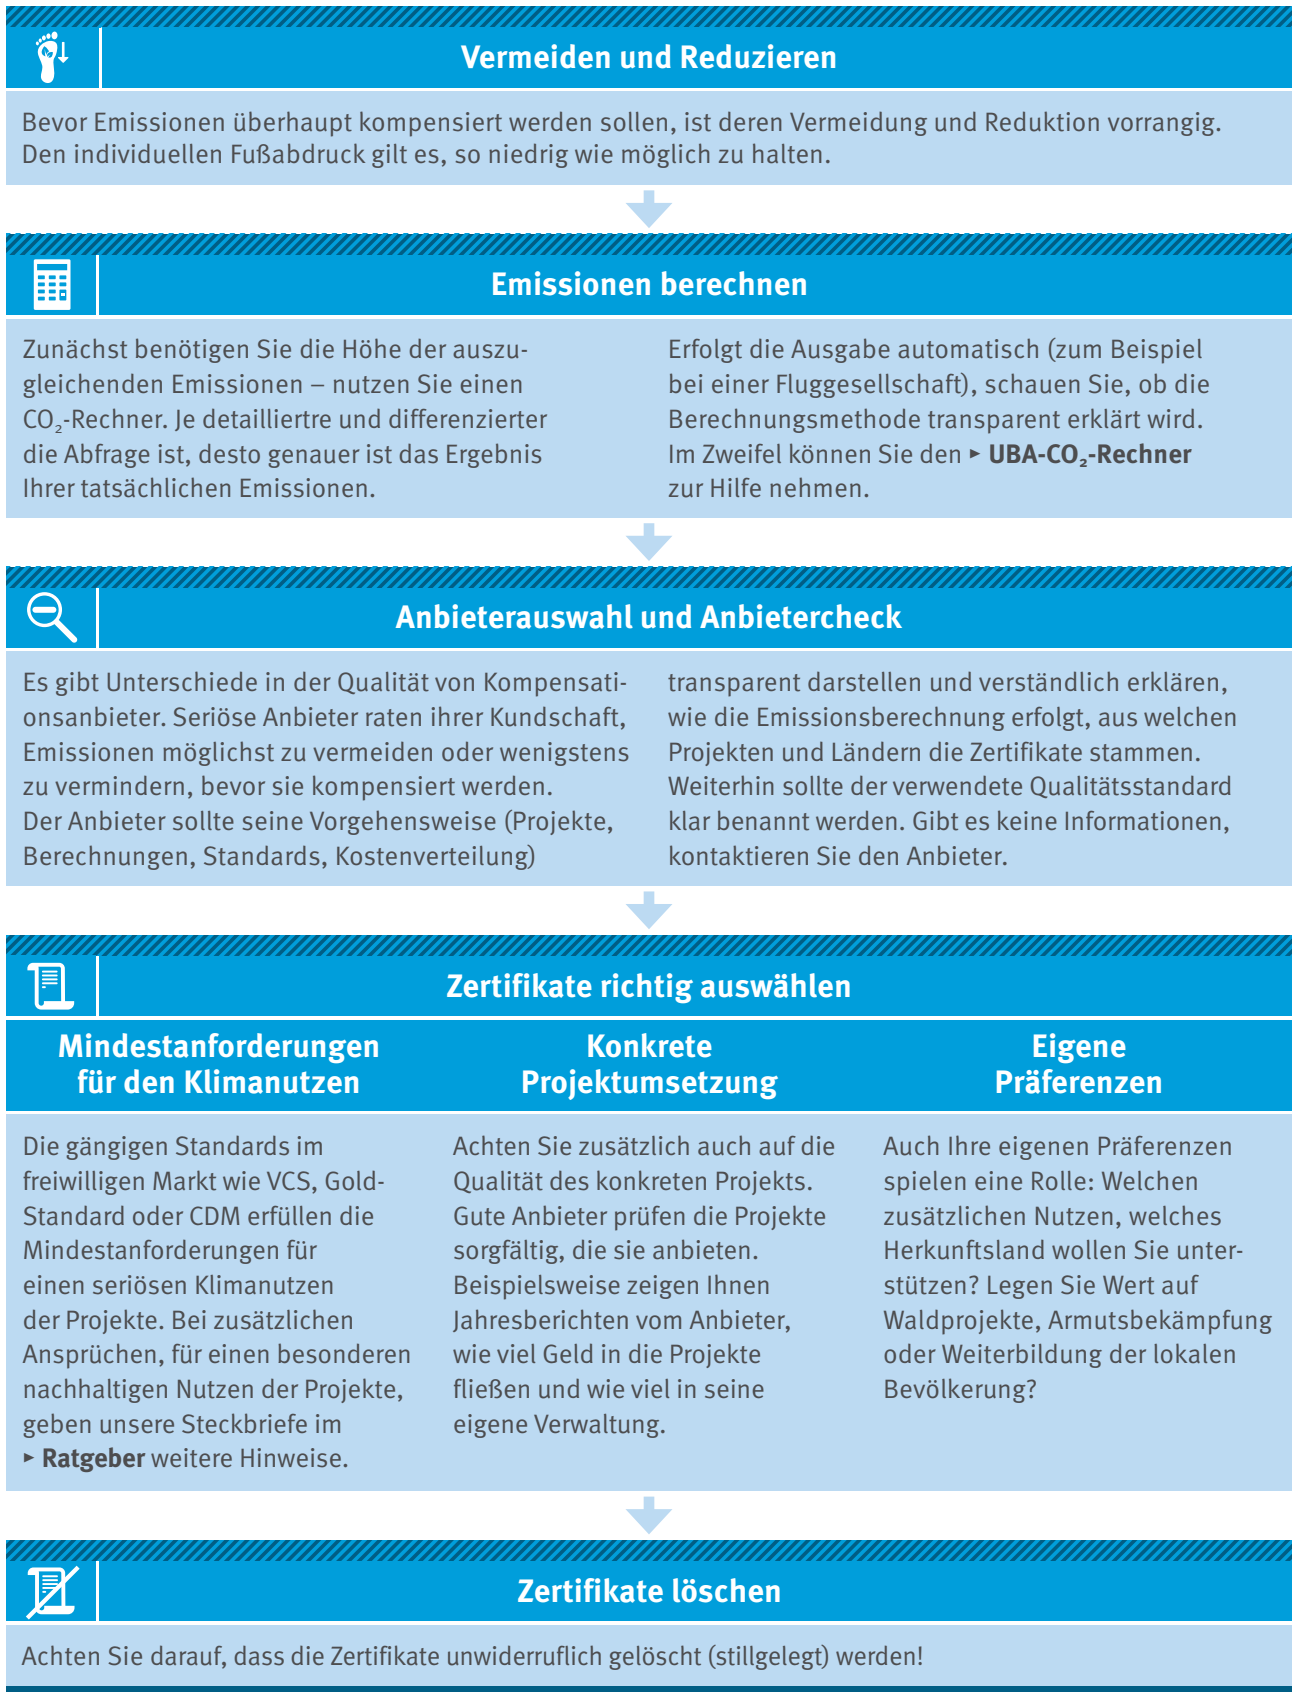 Vermeiden und Reduzieren
Bevor Emissionen überhaupt kompensiert werden sollen, ist deren Vermeidung und Reduktion vorrangig.
Den individuellen Fußabdruck gilt es, so niedrig wie möglich zu halten.
Emissionen berechnen
Zunächst benötigen Sie die Höhe der auszu-
gleichenden Emissionen – nutzen Sie einen
CO₂-Rechner. Je detailliertre und differenzierter
die Abfrage ist, desto genauer ist das Ergebnis
Ihrer tatsächlichen Emissionen.
Erfolgt die Ausgabe automatisch (zum Beispiel
bei einer Fluggesellschaft), schauen Sie, ob die
Berechnungsmethode transparent erklärt wird.
Im Zweifel können Sie den ▸ UBA-CO₂-Rechner
zur Hilfe nehmen.
Anbieterauswahl und Anbietercheck
Es gibt Unterschiede in der Qualität von Kompensati-
onsanbieter. Seriöse Anbieter raten ihrer Kundschaft,
Emissionen möglichst zu vermeiden oder wenigstens
zu vermindern, bevor sie kompensiert werden.
Der Anbieter sollte seine Vorgehensweise (Projekte,
Berechnungen, Standards, Kostenverteilung)
transparent darstellen und verständlich erklären,
wie die Emissionsberechnung erfolgt, aus welchen
Projekten und Ländern die Zertifikate stammen.
Weiterhin sollte der verwendete Qualitätsstandard
klar benannt werden. Gibt es keine Informationen,
kontaktieren Sie den Anbieter.
Zertifikate richtig auswählen
Mindestanforderungen
für den Klimanutzen
Die gängigen Standards im
freiwilligen Markt wie VCS, Gold-
Standard oder CDM erfüllen die
Mindestanforderungen für
einen seriösen Klimanutzen
der Projekte. Bei zusätzlichen
Ansprüchen, für einen besonderen
nachhaltigen Nutzen der Projekte,
geben unsere Steckbriefe im
▸ Ratgeber weitere Hinweise.
Konkrete
Projektumsetzung
Achten Sie zusätzlich auch auf die
Qualität des konkreten Projekts.
Gute Anbieter prüfen die Projekte
sorgfältig, die sie anbieten.
Beispielsweise zeigen Ihnen
Jahresberichten vom Anbieter,
wie viel Geld in die Projekte
fließen und wie viel in seine
eigene Verwaltung.
Eigene
Präferenzen
Auch Ihre eigenen Präferenzen
spielen eine Rolle: Welchen
zusätzlichen Nutzen, welches
Herkunftsland wollen Sie unter-
stützen? Legen Sie Wert auf
Waldprojekte, Armutsbekämpfung
oder Weiterbildung der lokalen
Bevölkerung?
Zertifikate löschen
Achten Sie darauf, dass die Zertifikate unwiderruflich gelöscht (stillgelegt) werden!